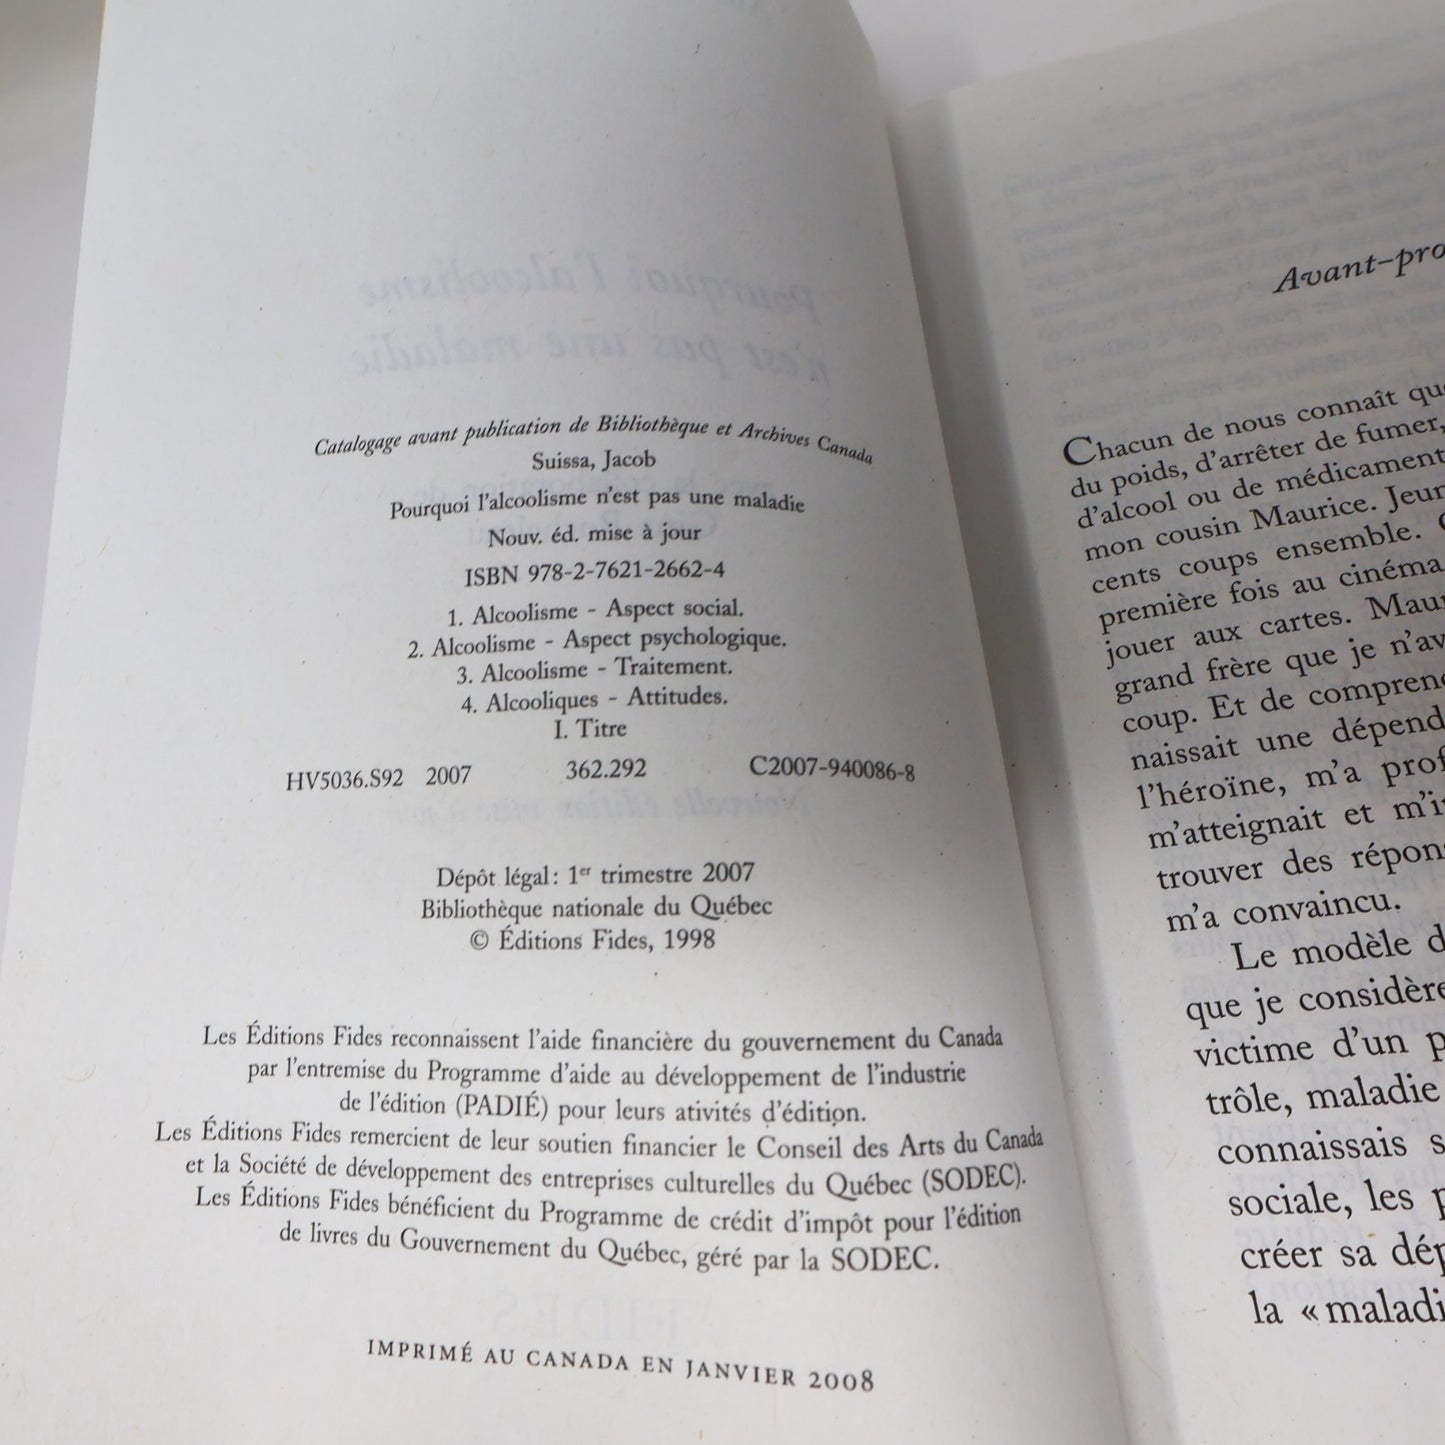 Catalogage avant publication de Bibliothèque et Archives Canada
Suissa, Jacob
Pourquoi l'alcoolisme n'est pas une maladie
Nouv. éd. mise à jour
ISBN 978-2-7621-2662-4
1. Alcoolisme – Aspect social.
2. Alcoolisme – Aspect psychologique.
3. Alcoolisme – Traitement.
4. Alcooliques – Attitudes.
I. Titre
HV5036.S92 2007 362.292 C2007-940086-8
Dépôt légal : 1er trimestre 2007
Bibliothèque nationale du Québec
© Éditions Fides, 1998
Les Éditions Fides reconnaissent l'aide financière du gouvernement du Canada
par l'entremise du Programme d'aide au développement de l'industrie
de l'édition (PADIÉ) pour leurs ativités d'édition.
Les Éditions Fides remercient de leur soutien financier le Conseil des Arts du Canada
et la Société de développement des entreprises culturelles du Québec (SODEC).
Les Éditions Fides bénéficient du Programme de crédit d'impôt pour l'édition
de livres du Gouvernement du Québec, géré par la SODEC.
IMPRIMÉ AU CANADA EN JANVIER 2008
Avant-pro
Chacun de nous connaît que
du poids, d'arrêter de fumer,
d'alcool ou de médicament
mon cousin Maurice. Jeun
cents coups ensemble.
première fois au cinéma
jouer aux cartes. Maur
grand frère que je n'av
coup. Et de comprend
naissait une dépend
l'héroïne, m'a prof
m'atteignait et m'i
trouver des répons
m'a convaincu.
Le modèle d
que je considère
victime d'un p
trôle, maladie
connaissais s
sociale, les p
créer sa dép
la « maladi